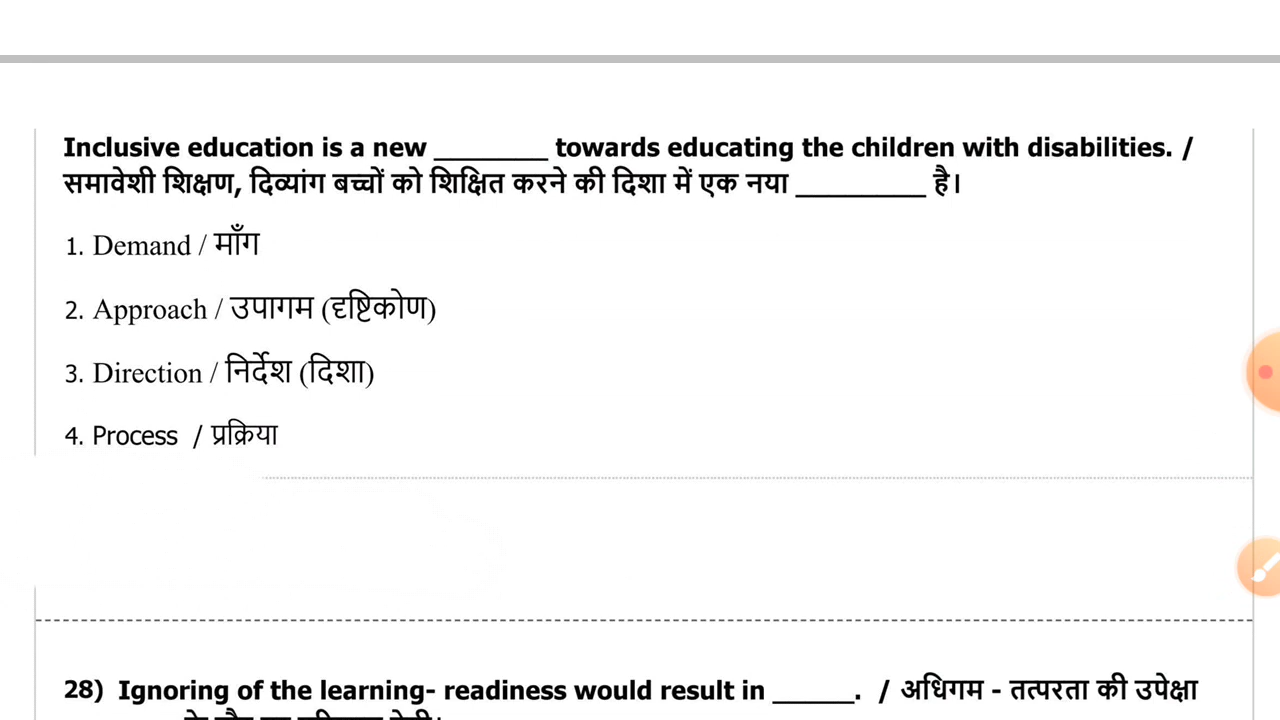 Inclusive education is a new ________ towards educating the children with disabilities. /
समावेशी शिक्षण, दिव्यांग बच्चों को शिक्षित करने की दिशा में एक नया _________ है।
1. Demand / माँग
2. Approach / उपागम (दृष्टिकोण)
3. Direction / निर्देश (दिशा)
4. Process / प्रक्रिया
28) Ignoring of the learning- readiness would result in ______. / अधिगम - तत्परता की उपेक्षा